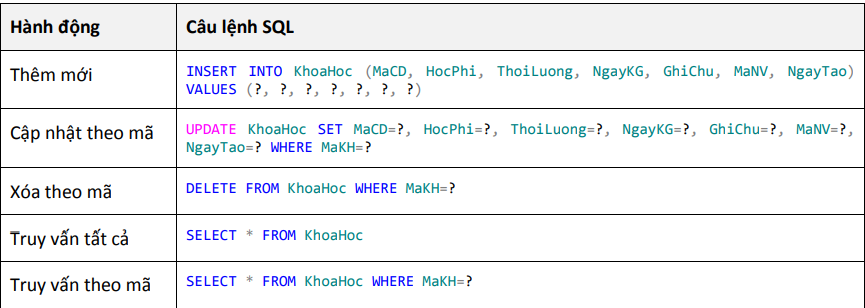 Hành động Câu lệnh SQL
Thêm mới INSERT INTO KhoaHoc (MaCD, HocPhi, ThoiLuong, NgayKG, GhiChu, MaNV, NgayTao)
VALUES (?, ?, ?, ?, ?, ?, ?)
Cập nhật theo mã UPDATE KhoaHoc SET MaCD=?, HocPhi=?, ThoiLuong=?, NgayKG=?, GhiChu=?, MaNV=?,
NgayTao=? WHERE MaKH=?
Xóa theo mã DELETE FROM KhoaHoc WHERE MaKH=?
Truy vấn tất cả SELECT * FROM KhoaHoc
Truy vấn theo mã SELECT * FROM KhoaHoc WHERE MaKH=?